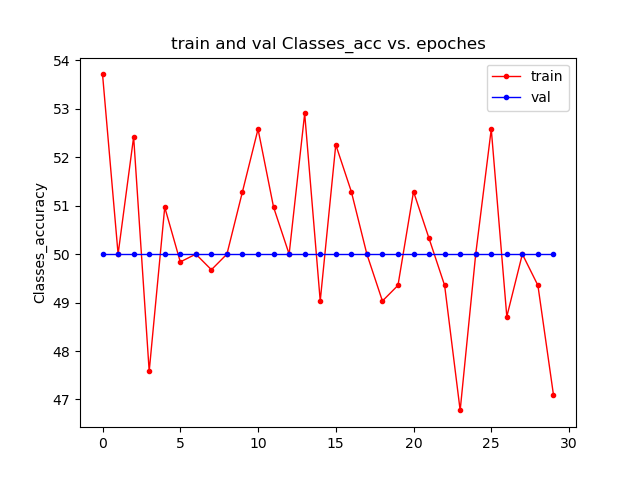 train and val Classes_acc vs. epoches
train
val
Classes_accuracy
54
53
52
51
50
49
48
47
0 5 10 15 20 25 30